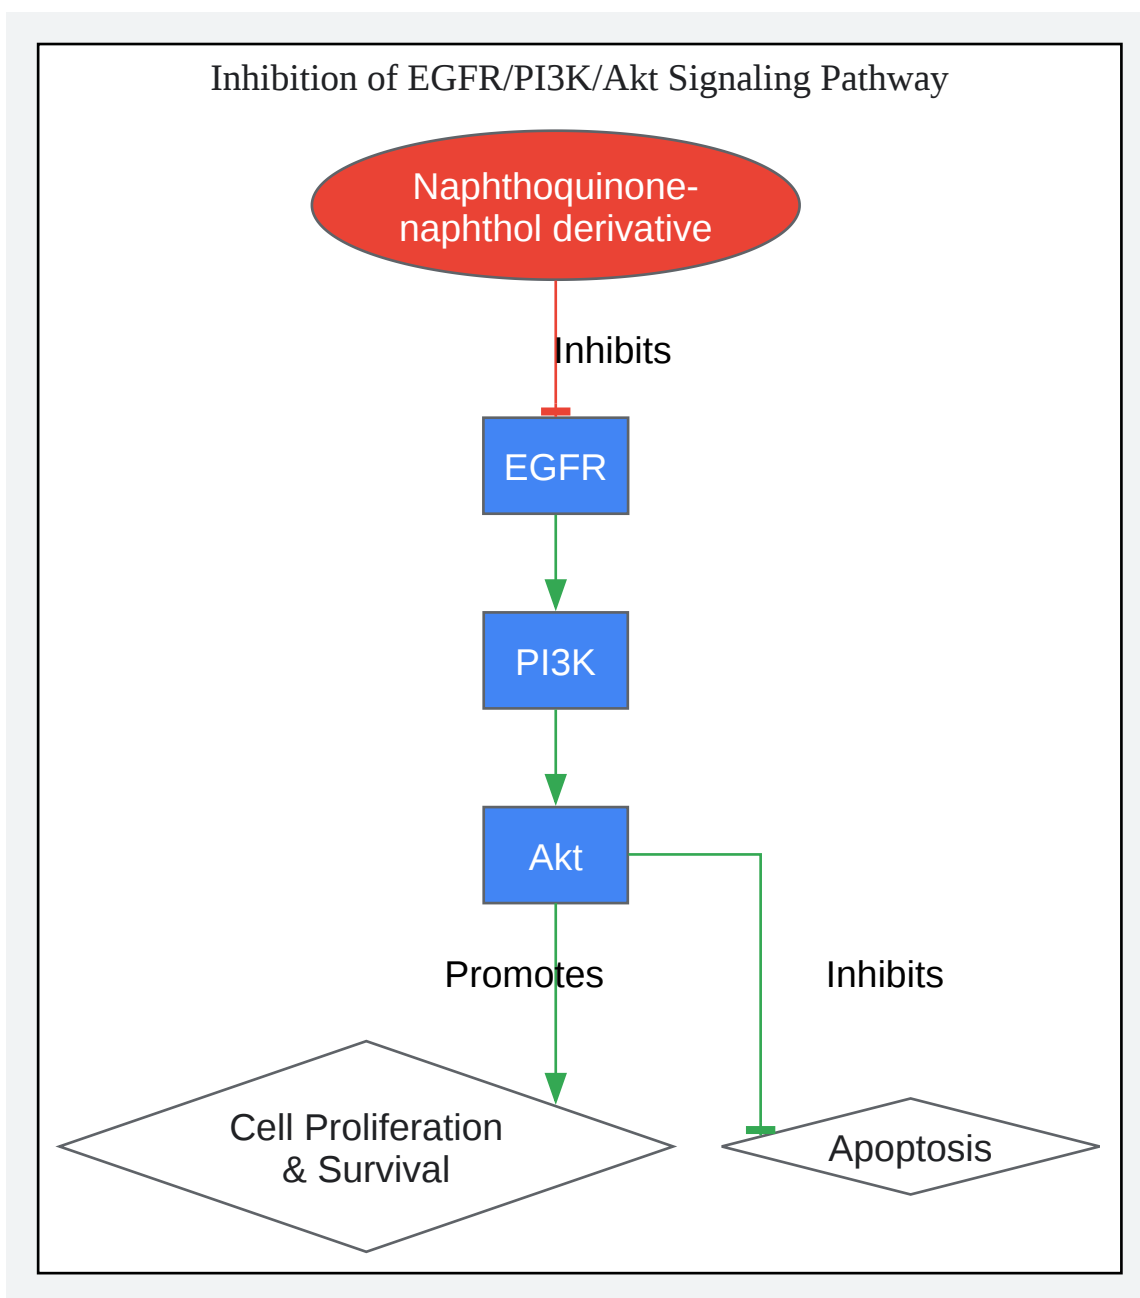 Inhibition of EGFR/PI3K/Akt Signaling Pathway
Naphthoquinone-
naphthol derivative
Inhibits
EGFR
PI3K
Akt
Promotes
Inhibits
Cell Proliferation
& Survival
Apoptosis